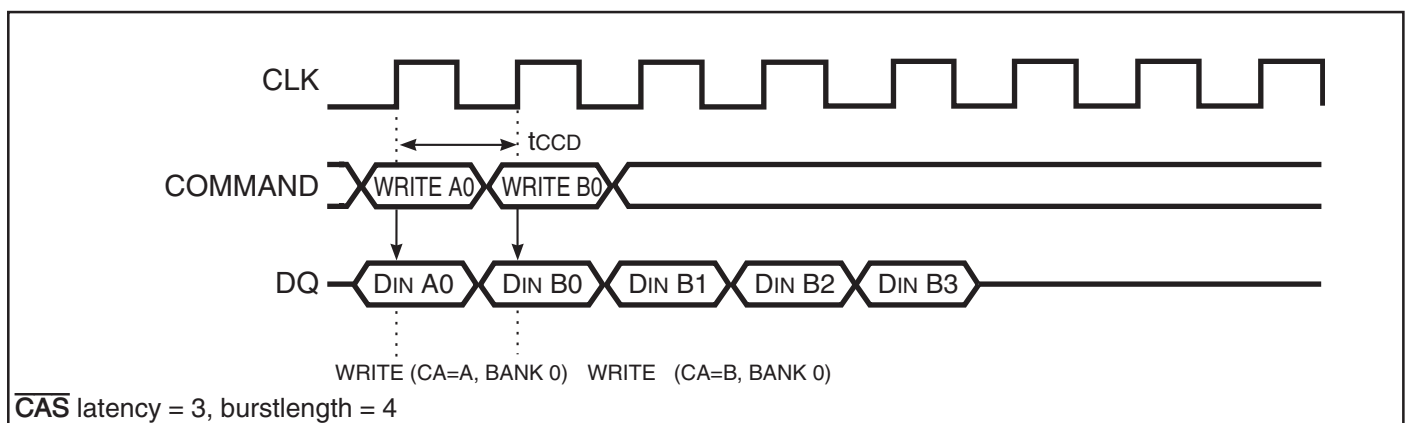 CLK
tCCD
COMMAND WRITE A0 WRITE B0
DQ DIN A0 DIN B0 DIN B1 DIN B2 DIN B3
WRITE (CA=A, BANK 0) WRITE (CA=B, BANK 0)
CAS latency = 3, burstlength = 4